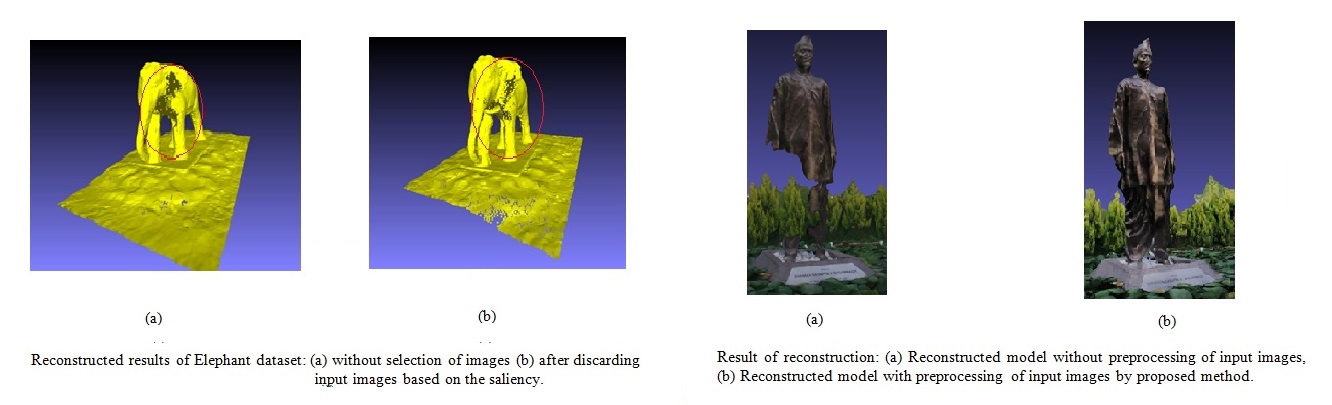 (a)
(b)
Reconstructed results of Elephant dataset: (a) without selection of images (b) after discarding
input images based on the saliency.
(a)
(b)
Result of reconstruction: (a) Reconstructed model without preprocessing of input images,
(b) Reconstructed model with preprocessing of input images by proposed method.